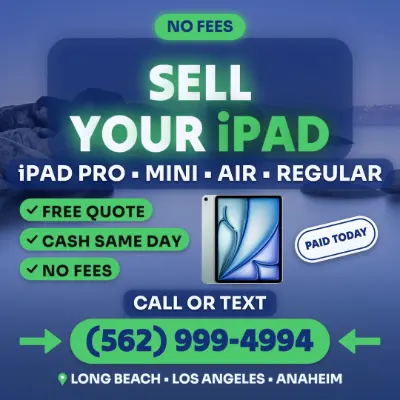 NO FEES
SELL
YOUR iPAD
iPAD PRO ▪ MINI ▪ AIR ▪ REGULAR
✓ FREE QUOTE
✓ CASH SAME DAY
✓ NO FEES
PAID TODAY
CALL OR TEXT
(562) 999-4994
LONG BEACH ▪ LOS ANGELES ▪ ANAHEIM